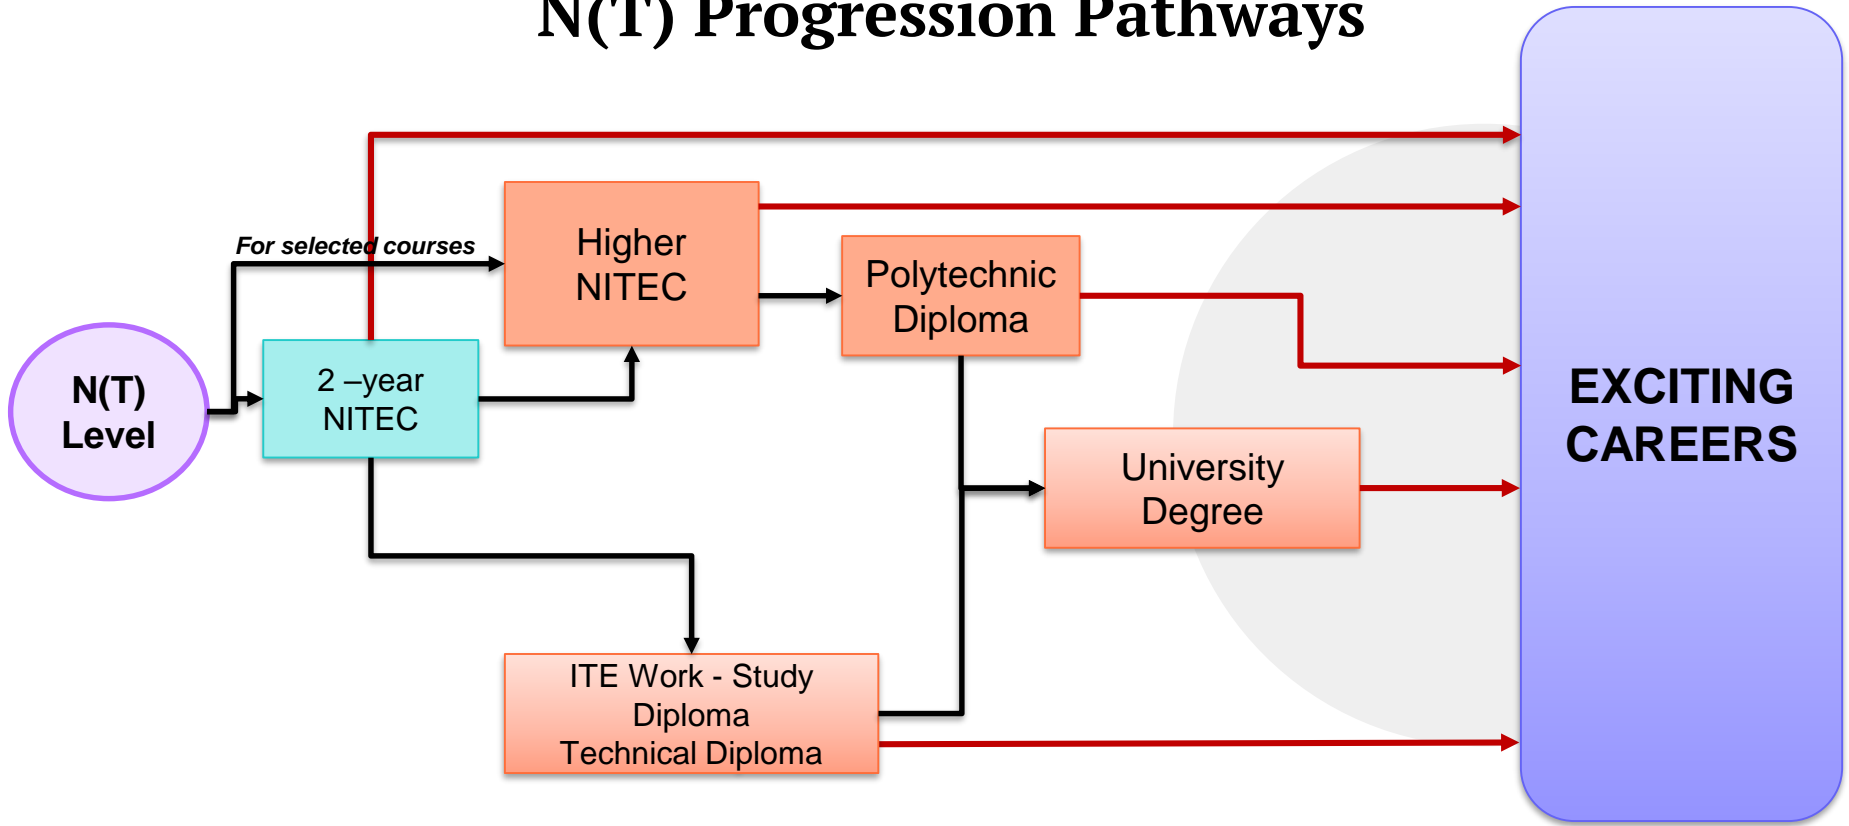 N(T) Progression Pathways
For selected courses
Higher
NITEC
Polytechnic
Diploma
N(T)
Level
2 –year
NITEC
EXCITING
CAREERS
University
Degree
ITE Work - Study
Diploma
Technical Diploma